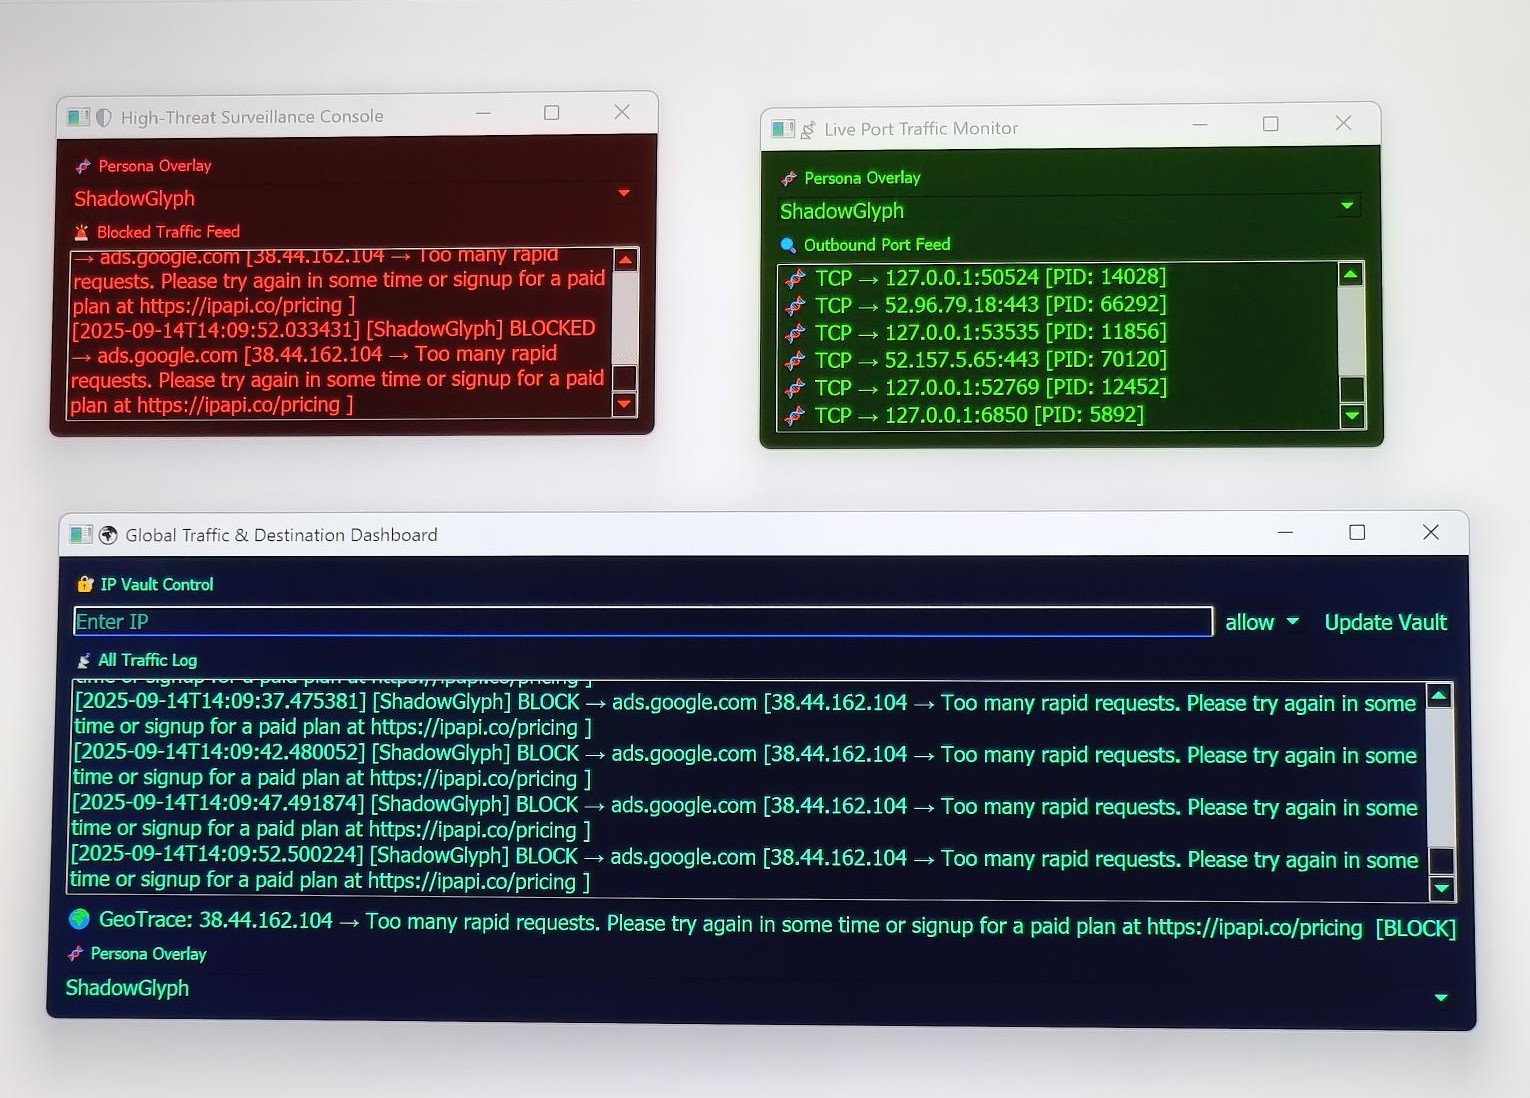 High-Threat Surveillance Console
Persona Overlay
ShadowGlyph
Blocked Traffic Feed
→ ads.google.com [38.44.162.104 → Too many rapid
requests. Please try again in some time or signup for a paid
plan at https://ipapi.co/pricing ]
[2025-09-14T14:09:52.033431] [ShadowGlyph] BLOCKED
→ ads.google.com [38.44.162.104 → Too many rapid
requests. Please try again in some time or signup for a paid
plan at https://ipapi.co/pricing ]
Live Port Traffic Monitor
Persona Overlay
ShadowGlyph
Outbound Port Feed
TCP → 127.0.0.1:50524 [PID: 14028]
TCP → 52.96.79.18:443 [PID: 66292]
TCP → 127.0.0.1:53535 [PID: 11856]
TCP → 52.157.5.65:443 [PID: 70120]
TCP → 127.0.0.1:52769 [PID: 12452]
TCP → 127.0.0.1:6850 [PID: 5892]
Global Traffic & Destination Dashboard
IP Vault Control
Enter IP allow Update Vault
All Traffic Log
time or signup for a paid plan at https://ipapi.co/pricing ]
[2025-09-14T14:09:37.475381] [ShadowGlyph] BLOCK → ads.google.com [38.44.162.104 → Too many rapid requests. Please try again in some
time or signup for a paid plan at https://ipapi.co/pricing ]
[2025-09-14T14:09:42.480052] [ShadowGlyph] BLOCK → ads.google.com [38.44.162.104 → Too many rapid requests. Please try again in some
time or signup for a paid plan at https://ipapi.co/pricing ]
[2025-09-14T14:09:47.491874] [ShadowGlyph] BLOCK → ads.google.com [38.44.162.104 → Too many rapid requests. Please try again in some
time or signup for a paid plan at https://ipapi.co/pricing ]
[2025-09-14T14:09:52.500224] [ShadowGlyph] BLOCK → ads.google.com [38.44.162.104 → Too many rapid requests. Please try again in some
time or signup for a paid plan at https://ipapi.co/pricing ]
GeoTrace: 38.44.162.104 → Too many rapid requests. Please try again in some time or signup for a paid plan at https://ipapi.co/pricing [BLOCK]
Persona Overlay
ShadowGlyph